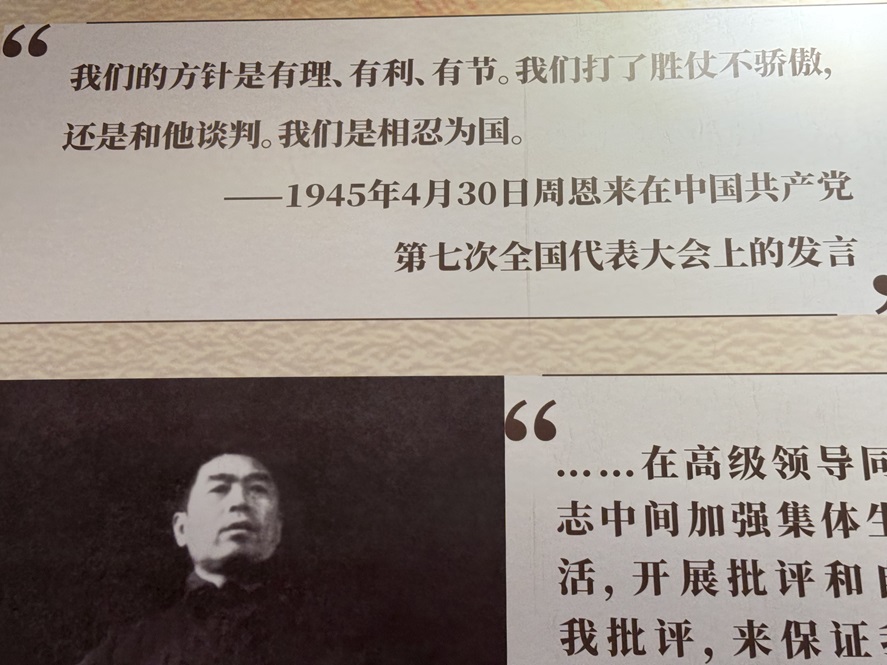 “
我们的方针是有理、有利、有节。我们打了胜仗不骄傲，
还是和他谈判。我们是相忍为国。
——1945年4月30日周恩来在中国共产党
第七次全国代表大会上的发言
”
“
……在高级领导同
志中间加强集体生
活，开展批评和
我批评，来保证